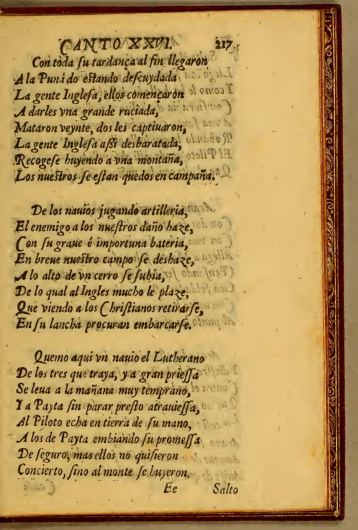 CANTO XXVI. 217
Con toda ſu tardança al fin llegaron
A la Puná do eſtando deſcuydada
La gente Ingleſa, ellos començaron
A darles vna grande ruciada,
Mataron veynte, dos les captiuaron,
La gente Ingleſa aſsi desbaratada,
Recogeſe huyendo a vna montaña,
Los nueſtros ſe eſtan quedos en campaña.

De los nauios jugando artilleria,
El enemigo a los nueſtros daño haze,
Con ſu graue é importuna bateria,
En breue nueſtro campo ſe deshaze,
A lo alto de vn cerro ſe ſubia,
De lo qual al Ingles mucho le plaze,
Que viendo a los Chriſtianos retirarſe,
En ſu lancha procuran embarcarſe.

Quemo aqui vn nauio el Lutherano
De los tres que traya, y a gran prieſſa
Se leua a la mañana muy temprano,
Y a Payta ſin parar preſto atravieſſa,
Al Piloto echa en tierra de ſu mano,
A los de Payta embiando ſu promeſſa
De ſeguro, mas ellos no quiſieron
Concierto, ſino al monte ſe huyeron.
Ee Salto